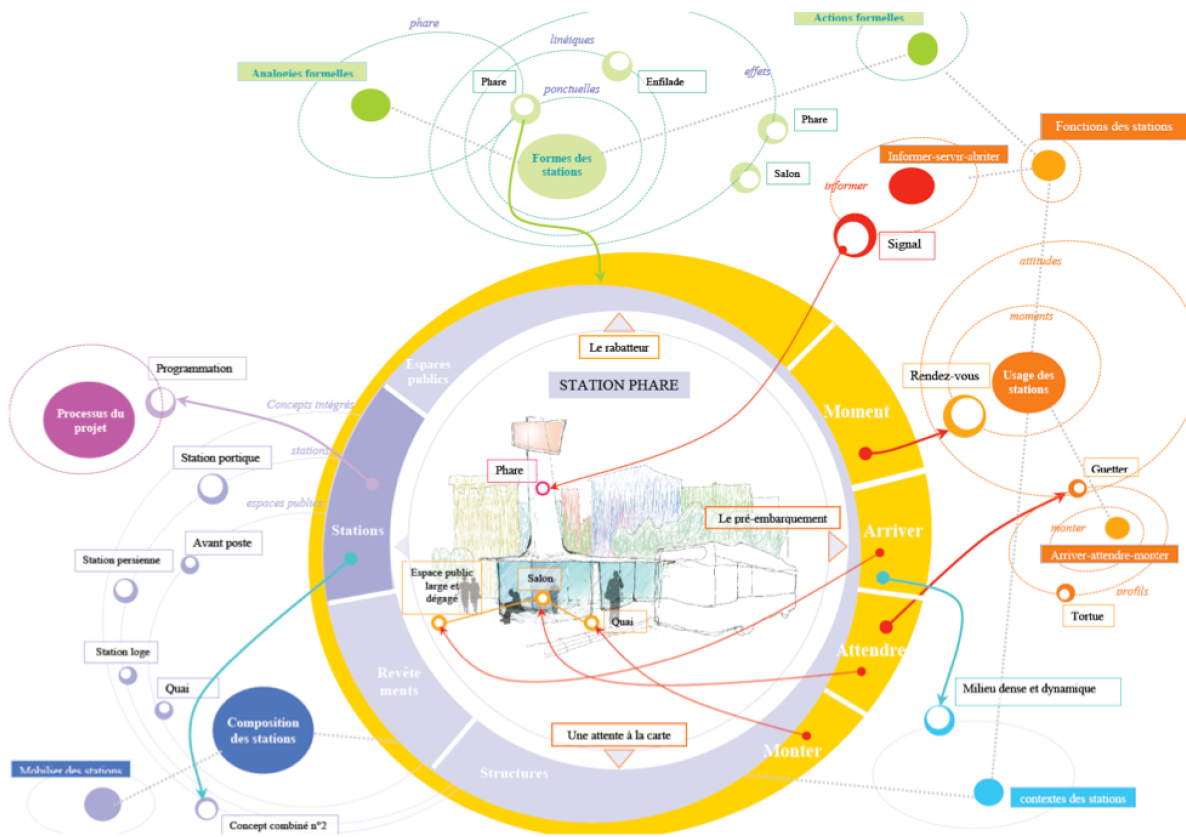 phare
linéiques
Actions formelles
Analogies formelles
Phare
Enfilade
effets
ponctuelles
Phare
Formes des
stations
Salon
Fonctions des stations
Informer-servir-abriter
informer
Signal
attitudes
moments
Le rabatteur
Espaces
publics
STATION PHARE
Programmation
Rendez-vous
Usage des
stations
Processus du
projet
Concepts intégrés
Moment
stations
Station portique
Phare
Guetter
espaces publics
Le pré-embarquement
Stations
Arriver
monter
Avant poste
Arriver-attendre-monter
Station persienne
Espace public
large et
dégagé
Salon
profils
Tortue
Quai
Station loge
Attendre
Revête
ments
Quai
Milieu dense et dynamique
Composition
des stations
Une attente à la carte
Monter
Mobilier des stations
Structures
contextes des stations
Concept combiné n°2